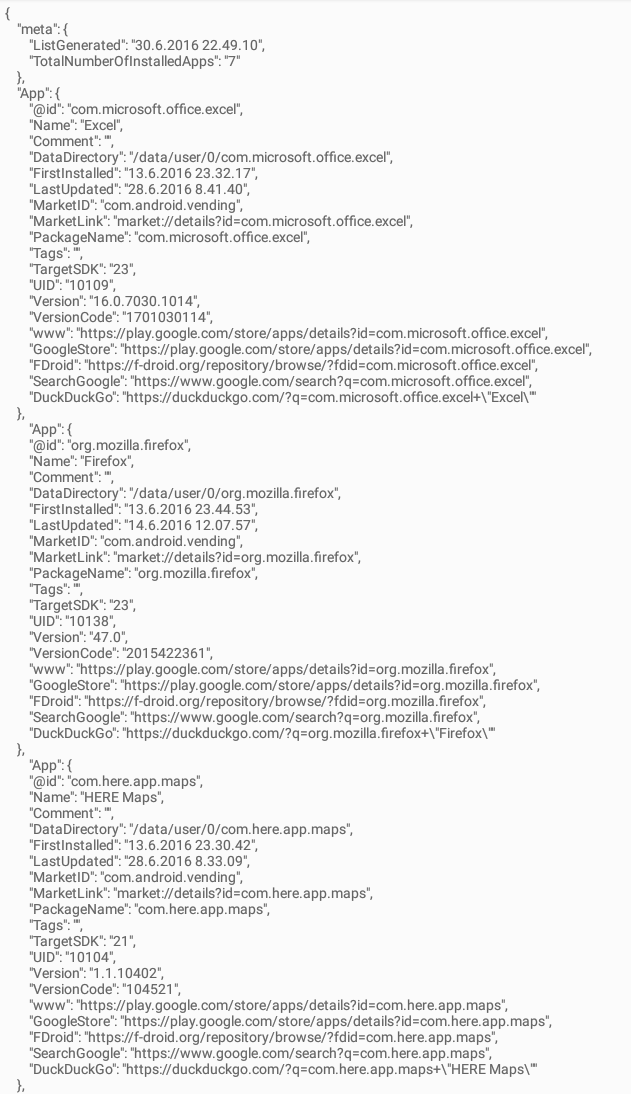 {
"meta": {
"ListGenerated": "30.6.2016 22.49.10",
"TotalNumberOfInstalledApps": "7"
},
"App": {
"@id": "com.microsoft.office.excel",
"Name": "Excel",
"Comment": "",
"DataDirectory": "/data/user/0/com.microsoft.office.excel",
"FirstInstalled": "13.6.2016 23.32.17",
"LastUpdated": "28.6.2016 8.41.40",
"MarketID": "com.android.vending",
"MarketLink": "market://details?id=com.microsoft.office.excel",
"PackageName": "com.microsoft.office.excel",
"Tags": "",
"TargetSDK": "23",
"UID": "10109",
"Version": "16.0.7030.1014",
"VersionCode": "1701030114",
"www": "https://play.google.com/store/apps/details?id=com.microsoft.office.excel",
"GoogleStore": "https://play.google.com/store/apps/details?id=com.microsoft.office.excel",
"FDroid": "https://f-droid.org/repository/browse/?fdid=com.microsoft.office.excel",
"SearchGoogle": "https://www.google.com/search?q=com.microsoft.office.excel",
"DuckDuckGo": "https://duckduckgo.com/?q=com.microsoft.office.excel+\"Excel\""
},
"App": {
"@id": "org.mozilla.firefox",
"Name": "Firefox",
"Comment": "",
"DataDirectory": "/data/user/0/org.mozilla.firefox",
"FirstInstalled": "13.6.2016 23.44.53",
"LastUpdated": "14.6.2016 12.07.57",
"MarketID": "com.android.vending",
"MarketLink": "market://details?id=org.mozilla.firefox",
"PackageName": "org.mozilla.firefox",
"Tags": "",
"TargetSDK": "23",
"UID": "10138",
"Version": "47.0",
"VersionCode": "2015422361",
"www": "https://play.google.com/store/apps/details?id=org.mozilla.firefox",
"GoogleStore": "https://play.google.com/store/apps/details?id=org.mozilla.firefox",
"FDroid": "https://f-droid.org/repository/browse/?fdid=org.mozilla.firefox",
"SearchGoogle": "https://www.google.com/search?q=org.mozilla.firefox",
"DuckDuckGo": "https://duckduckgo.com/?q=org.mozilla.firefox+\"Firefox\""
},
"App": {
"@id": "com.here.app.maps",
"Name": "HERE Maps",
"Comment": "",
"DataDirectory": "/data/user/0/com.here.app.maps",
"FirstInstalled": "13.6.2016 23.30.42",
"LastUpdated": "28.6.2016 8.33.09",
"MarketID": "com.android.vending",
"MarketLink": "market://details?id=com.here.app.maps",
"PackageName": "com.here.app.maps",
"Tags": "",
"TargetSDK": "21",
"UID": "10104",
"Version": "1.1.10402",
"VersionCode": "104521",
"www": "https://play.google.com/store/apps/details?id=com.here.app.maps",
"GoogleStore": "https://play.google.com/store/apps/details?id=com.here.app.maps",
"FDroid": "https://f-droid.org/repository/browse/?fdid=com.here.app.maps",
"SearchGoogle": "https://www.google.com/search?q=com.here.app.maps",
"DuckDuckGo": "https://duckduckgo.com/?q=com.here.app.maps+\"HERE Maps\""
},